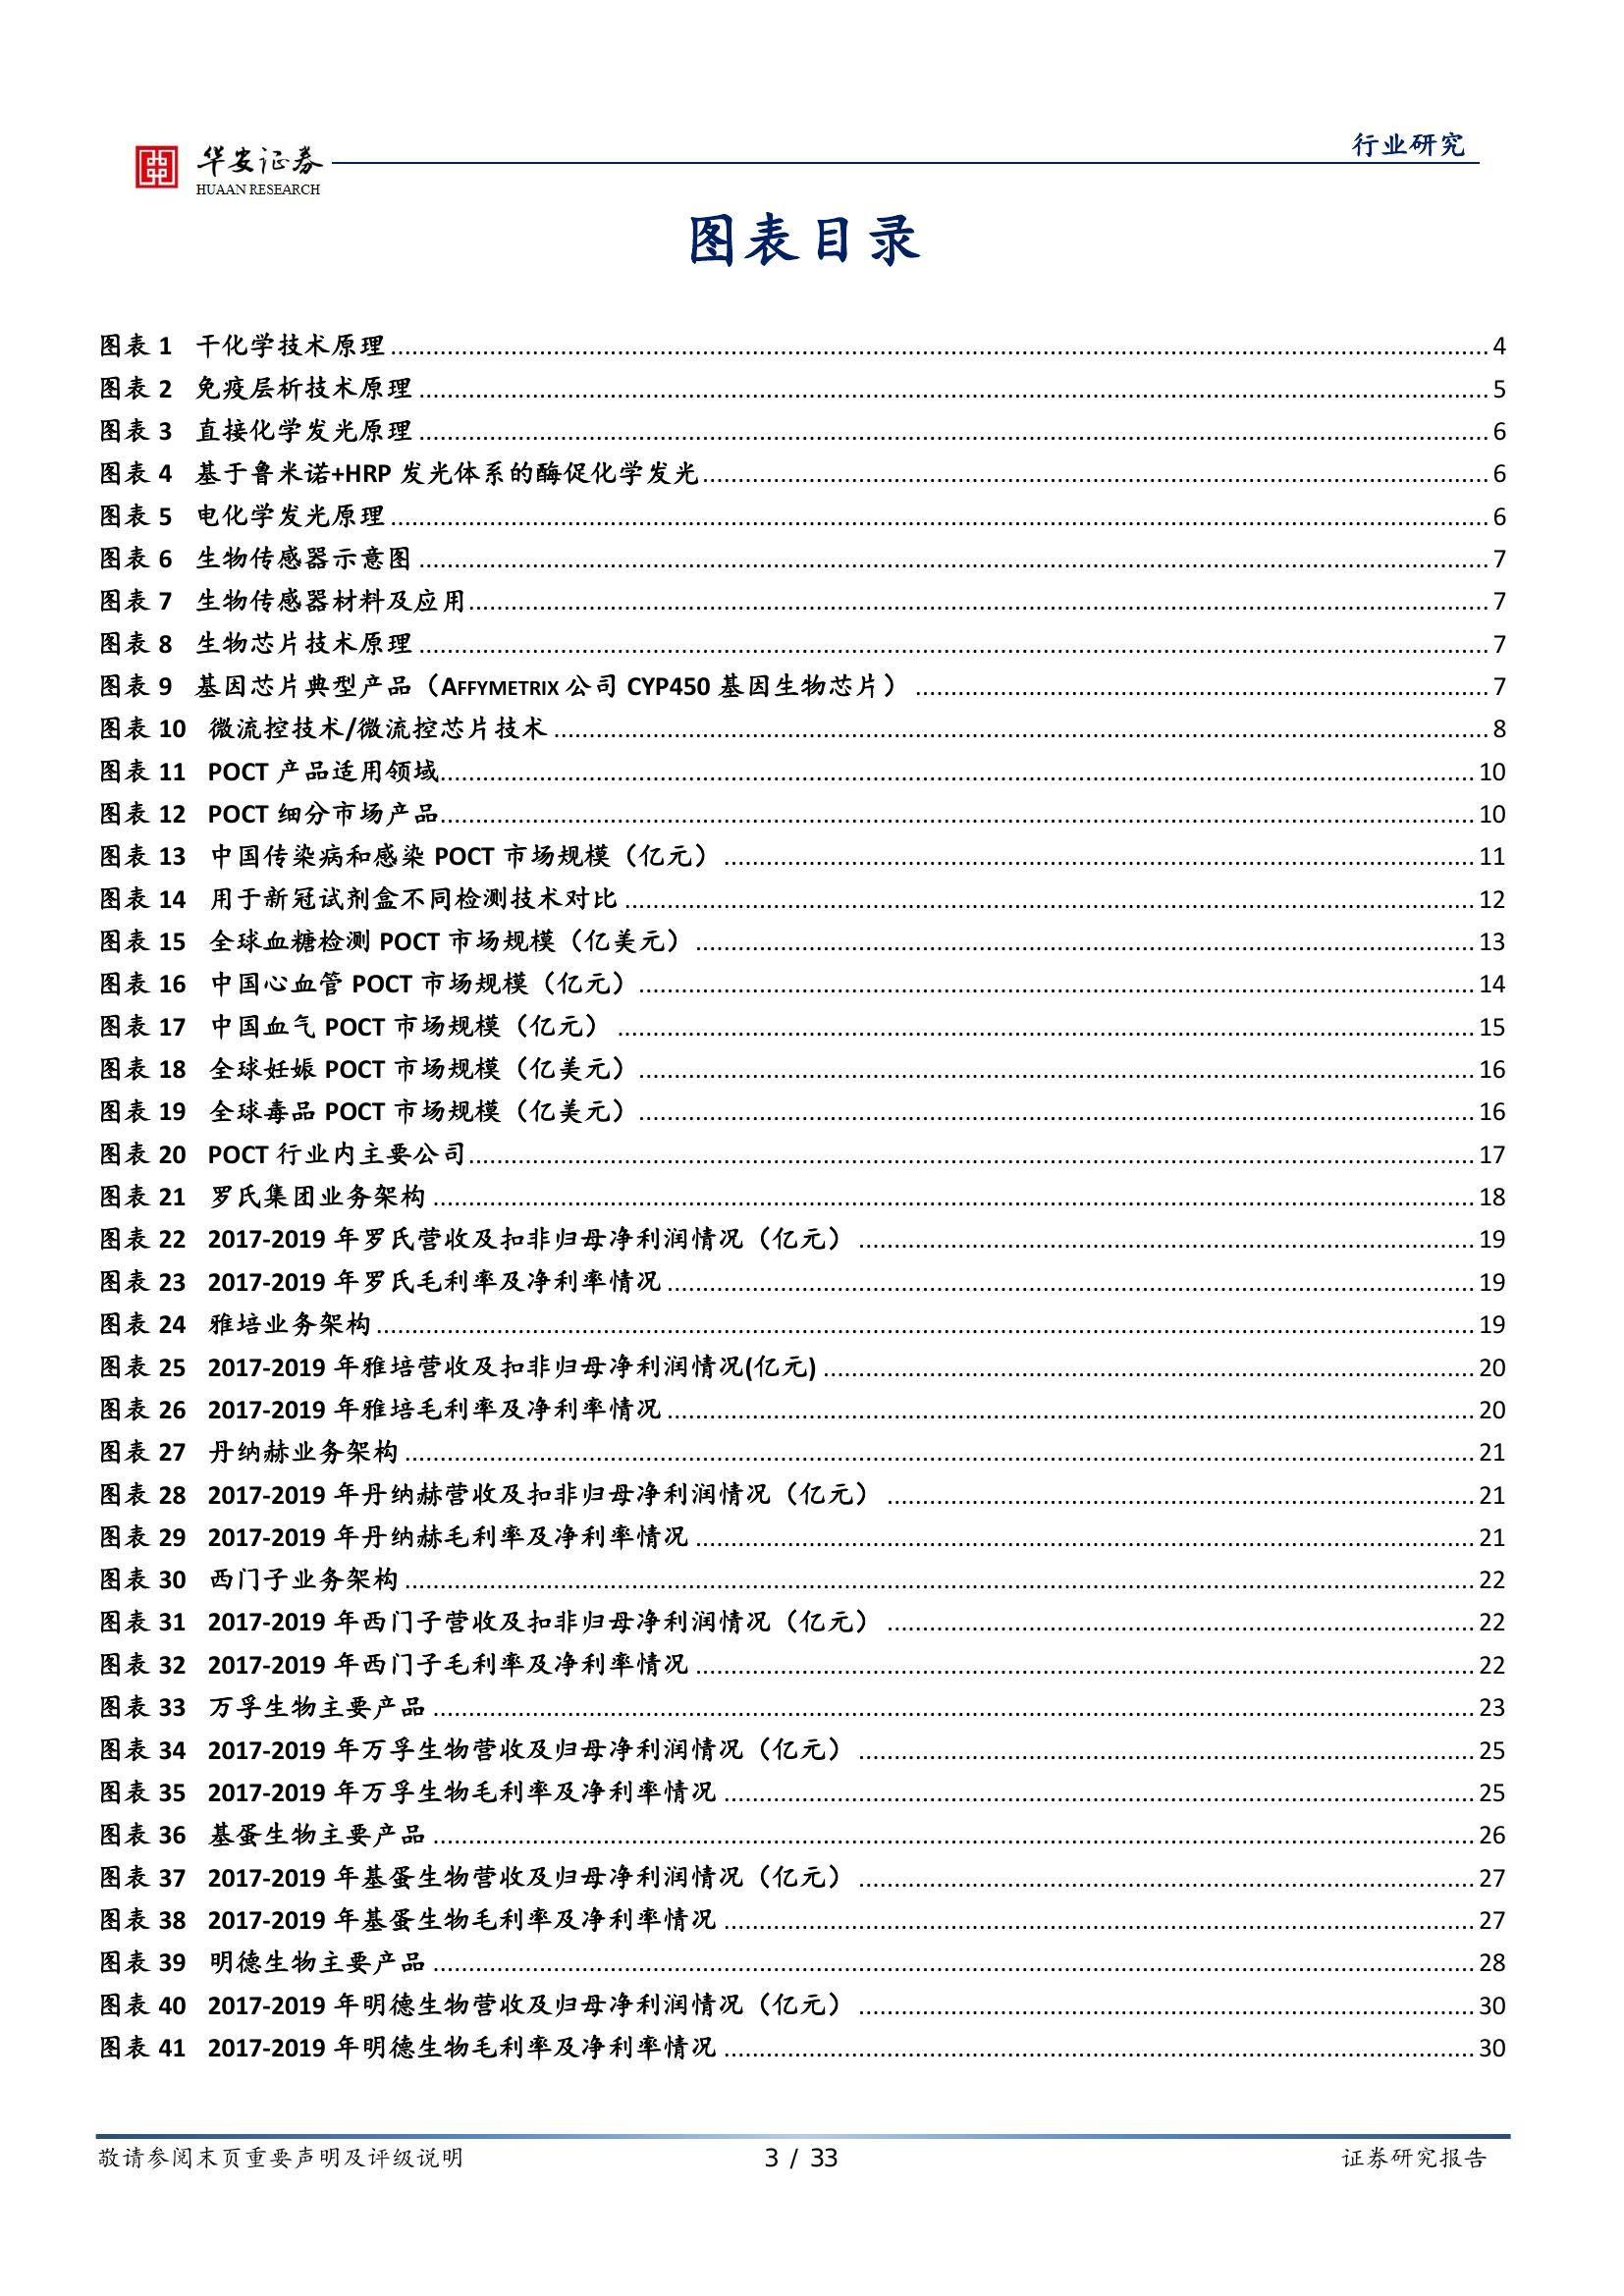 行业研究
华安证券
HUAAN RESEARCH
图表目录
图表 1 干化学技术原理 4
图表 2 免疫层析技术原理 5
图表 3 直接化学发光原理 6
图表 4 基于鲁米诺+HRP 发光体系的酶促化学发光 6
图表 5 电化学发光原理 6
图表 6 生物传感器示意图 7
图表 7 生物传感器材料及应用 7
图表 8 生物芯片技术原理 7
图表 9 基因芯片典型产品（AFFYMETRIX 公司 CYP450 基因生物芯片） 7
图表 10 微流控技术/微流控芯片技术 8
图表 11 POCT 产品适用领域 10
图表 12 POCT 细分市场产品 10
图表 13 中国传染病和感染 POCT 市场规模（亿元） 11
图表 14 用于新冠试剂盒不同检测技术对比 12
图表 15 全球血糖检测 POCT 市场规模（亿美元） 13
图表 16 中国心血管 POCT 市场规模（亿元） 14
图表 17 中国血气 POCT 市场规模（亿元） 15
图表 18 全球妊娠 POCT 市场规模（亿美元） 16
图表 19 全球毒品 POCT 市场规模（亿美元） 16
图表 20 POCT 行业内主要公司 17
图表 21 罗氏集团业务架构 18
图表 22 2017-2019 年罗氏营收及扣非归母净利润情况（亿元） 19
图表 23 2017-2019 年罗氏毛利率及净利率情况 19
图表 24 雅培业务架构 19
图表 25 2017-2019 年雅培营收及扣非归母净利润情况(亿元) 20
图表 26 2017-2019 年雅培毛利率及净利率情况 20
图表 27 丹纳赫业务架构 21
图表 28 2017-2019 年丹纳赫营收及扣非归母净利润情况（亿元） 21
图表 29 2017-2019 年丹纳赫毛利率及净利率情况 21
图表 30 西门子业务架构 22
图表 31 2017-2019 年西门子营收及扣非归母净利润情况（亿元） 22
图表 32 2017-2019 年西门子毛利率及净利率情况 22
图表 33 万孚生物主要产品 23
图表 34 2017-2019 年万孚生物营收及归母净利润情况（亿元） 25
图表 35 2017-2019 年万孚生物毛利率及净利率情况 25
图表 36 基蛋生物主要产品 26
图表 37 2017-2019 年基蛋生物营收及归母净利润情况（亿元） 27
图表 38 2017-2019 年基蛋生物毛利率及净利率情况 27
图表 39 明德生物主要产品 28
图表 40 2017-2019 年明德生物营收及归母净利润情况（亿元） 30
图表 41 2017-2019 年明德生物毛利率及净利率情况 30
敬请参阅末页重要声明及评级说明 3 / 33 证券研究报告